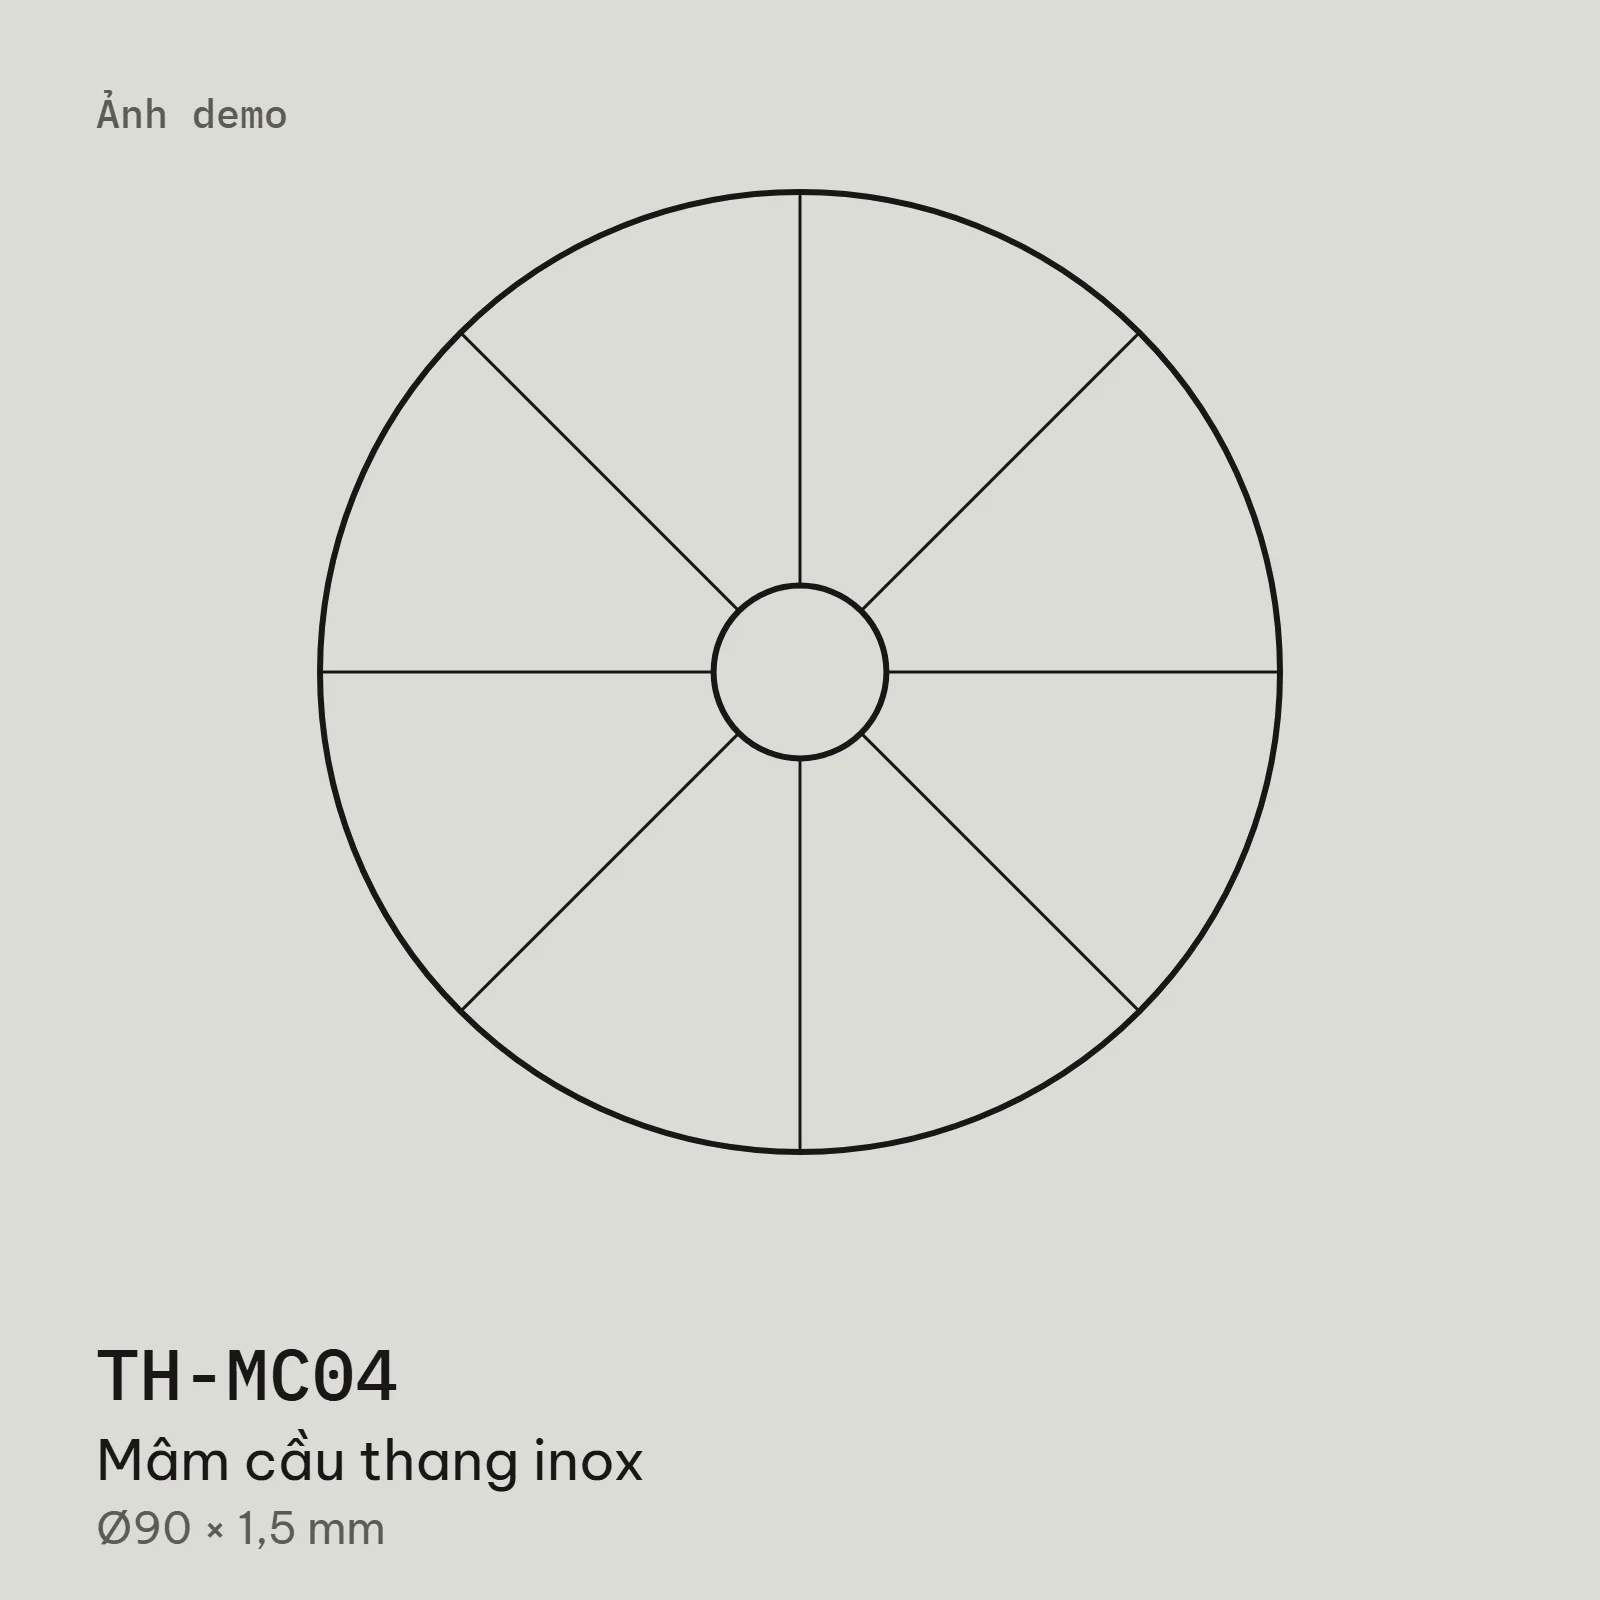 Ảnh demo
TH-MC04
Mâm cầu thang inox
Ø90 × 1,5 mm